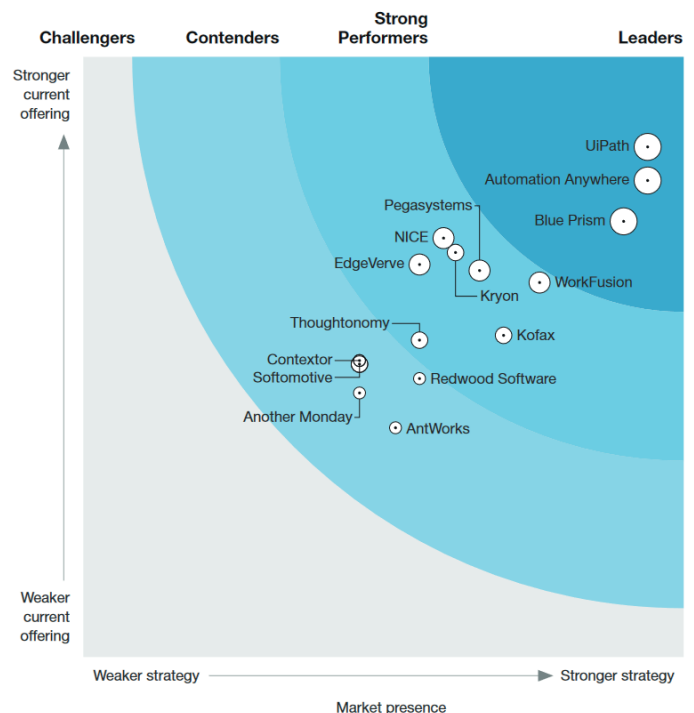 Strong
Challengers Contenders Performers Leaders
Stronger
current
offering
UiPath
Automation Anywhere
Pegasystems
Blue Prism
NICE
EdgeVerve
WorkFusion
Kryon
Thoughtonomy
Kofax
Contextor
Softomotive
Redwood Software
Another Monday
AntWorks
Weaker
current
offering
Weaker strategy Stronger strategy
Market presence